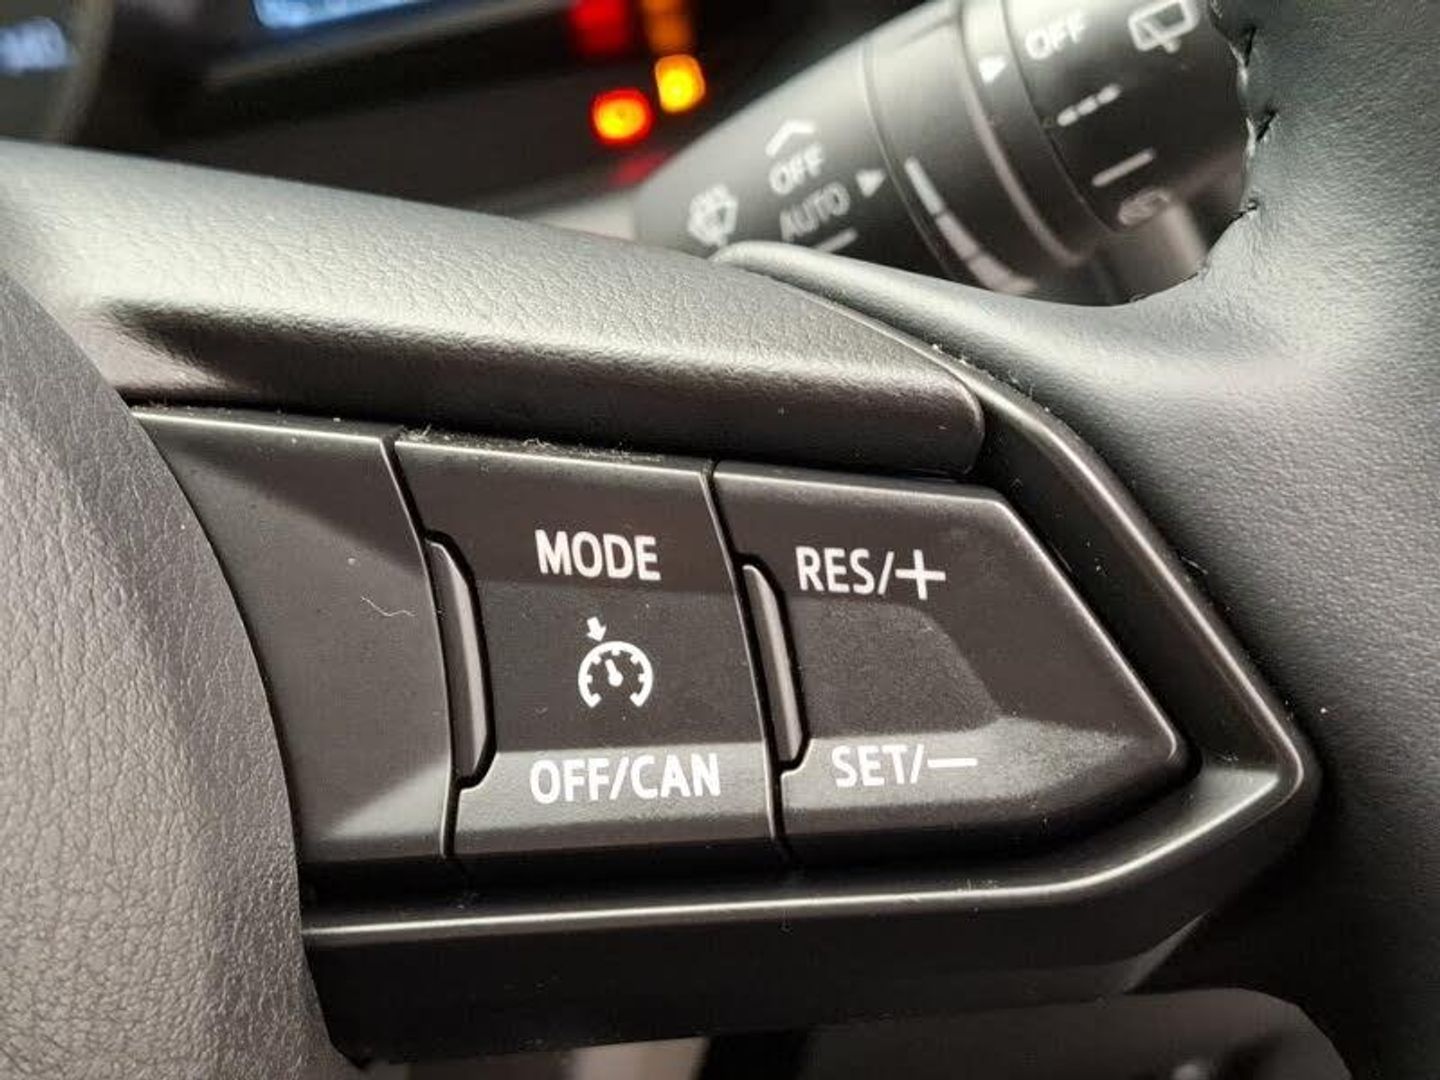 OFF
OFF
AUTO
MODE
RES/+
OFF/CAN
SET/—